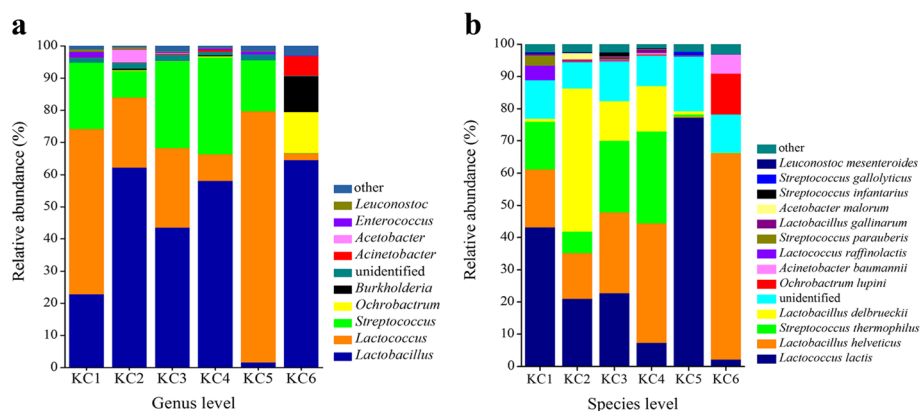 a
Relative abundance (%)
100
90
80
70
60
50
40
30
20
10
0
KC1 KC2 KC3 KC4 KC5 KC6
Genus level
other
Leuconostoc
Enterococcus
Acetobacter
Acinetobacter
unidentified
Burkholderia
Ochrobactrum
Streptococcus
Lactococcus
Lactobacillus
b
Relative abundance (%)
100
90
80
70
60
50
40
30
20
10
0
KC1 KC2 KC3 KC4 KC5 KC6
Species level
other
Leuconostoc mesenteroides
Streptococcus gallolyticus
Streptococcus infantarius
Acetobacter malorum
Lactobacillus gallinarum
Streptococcus parauberis
Lactococcus raffinolactis
Acinetobacter baumannii
Ochrobactrum lupini
unidentified
Lactobacillus delbrueckii
Streptococcus thermophilus
Lactobacillus helveticus
Lactococcus lactis